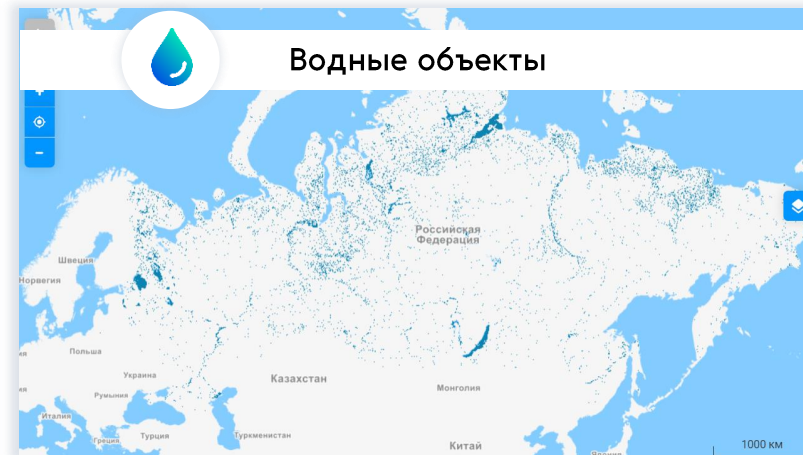 Водные объекты
+
−
Российская
Федерация
Швеция
Норвегия
Польша
Украина
Казахстан
Румыния
Монголия
Италия
Греция
Турция
Туркменистан
Китай
1000 км